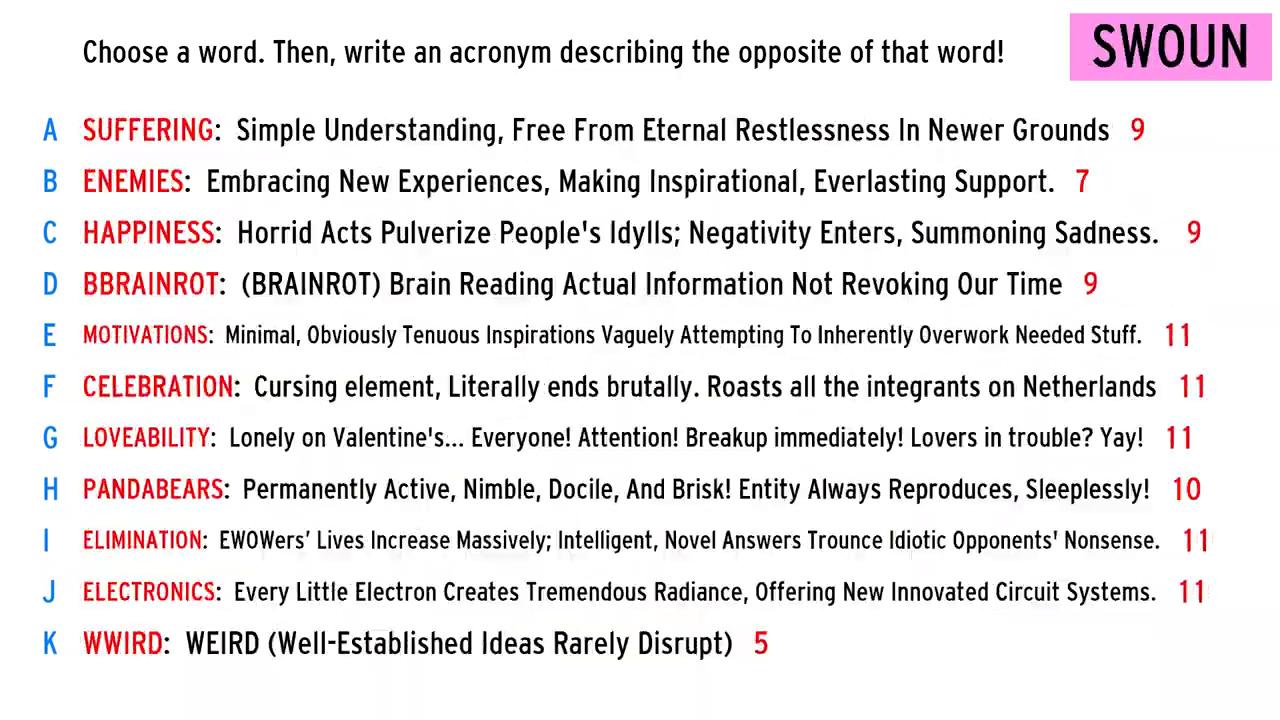 Choose a word. Then, write an acronym describing the opposite of that word!
SWOUN
A SUFFERING: Simple Understanding, Free From Eternal Restlessness In Newer Grounds 9
B ENEMIES: Embracing New Experiences, Making Inspirational, Everlasting Support. 7
C HAPPINESS: Horrid Acts Pulverize People's Idylls; Negativity Enters, Summoning Sadness. 9
D BBRAINROT: (BRAINROT) Brain Reading Actual Information Not Revoking Our Time 9
E MOTIVATIONS: Minimal, Obviously Tenuous Inspirations Vaguely Attempting To Inherently Overwork Needed Stuff. 11
F CELEBRATION: Cursing element, Literally ends brutally. Roasts all the integrants on Netherlands 11
G LOVEABILITY: Lonely on Valentine's... Everyone! Attention! Breakup immediately! Lovers in trouble? Yay! 11
H PANDABEARS: Permanently Active, Nimble, Docile, And Brisk! Entity Always Reproduces, Sleeplessly! 10
I ELIMINATION: EWOWers' Lives Increase Massively; Intelligent, Novel Answers Trounce Idiotic Opponents' Nonsense. 11
J ELECTRONICS: Every Little Electron Creates Tremendous Radiance, Offering New Innovated Circuit Systems. 11
K WWIRD: WEIRD (Well-Established Ideas Rarely Disrupt) 5